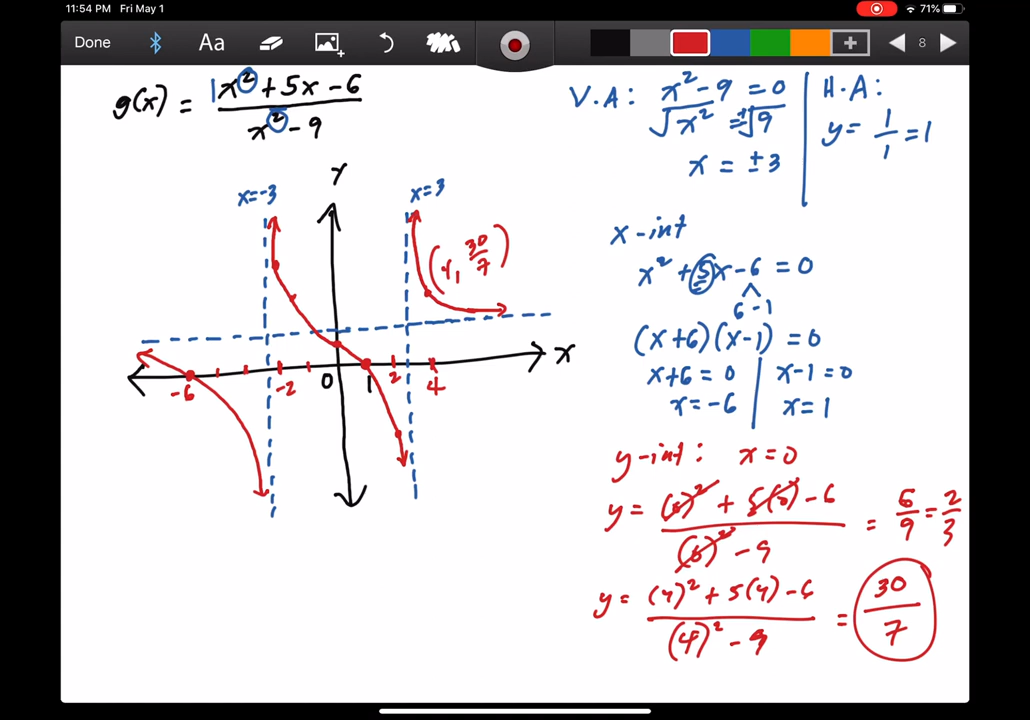 11:54 PM Fri May 1
71%
Done
Aa
8
g(x) = (1x² + 5x - 6) / (x² - 9)
V.A: x² - 9 = 0
√x² = ±√9
x = ±3
H.A:
y = 1/1 = 1
Y
x=-3
x=3
(4, 30/7)
X
-6
-2
0
1
2
4
x-int
x² + 5x - 6 = 0
6 -1
(x+6)(x-1) = 0
x+6 = 0
x = -6
x-1 = 0
x = 1
y-int: x = 0
y = ((0)² + 5(0) - 6) / ((0)² - 9) = 6/9 = 2/3
y = ((4)² + 5(4) - 6) / ((4)² - 9) = 30/7